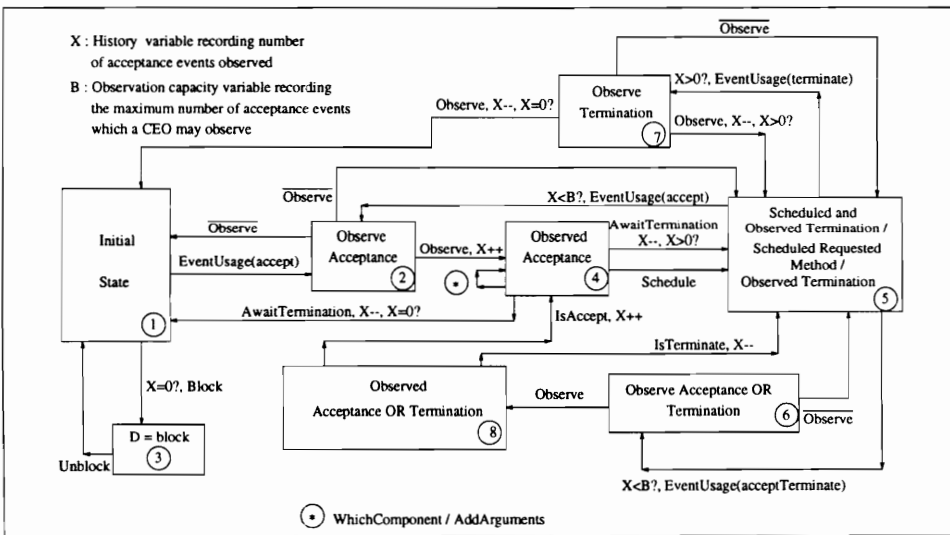 X : History variable recording number
of acceptance events observed
B : Observation capacity variable recording
the maximum number of acceptance events
which a CEO may observe
Observe
X>0?, EventUsage(terminate)
Observe
Termination
7
Observe, X--, X=0?
Observe, X--, X>0?
Observe
X<B?, EventUsage(accept)
Initial
State
1
Observe
EventUsage(accept)
Observe
Acceptance
2
Observe, X++
*
Observed
Acceptance
4
AwaitTermination
X--, X>0?
Schedule
Scheduled and
Observed Termination /
Scheduled Requested
Method /
Observed Termination
5
AwaitTermination, X--, X=0?
IsAccept, X++
IsTerminate, X--
X=0?, Block
Observed
Acceptance OR Termination
8
Observe
Observe Acceptance OR
Termination
6
Observe
D = block
3
Unblock
X<B?, EventUsage(acceptTerminate)
* WhichComponent / AddArguments